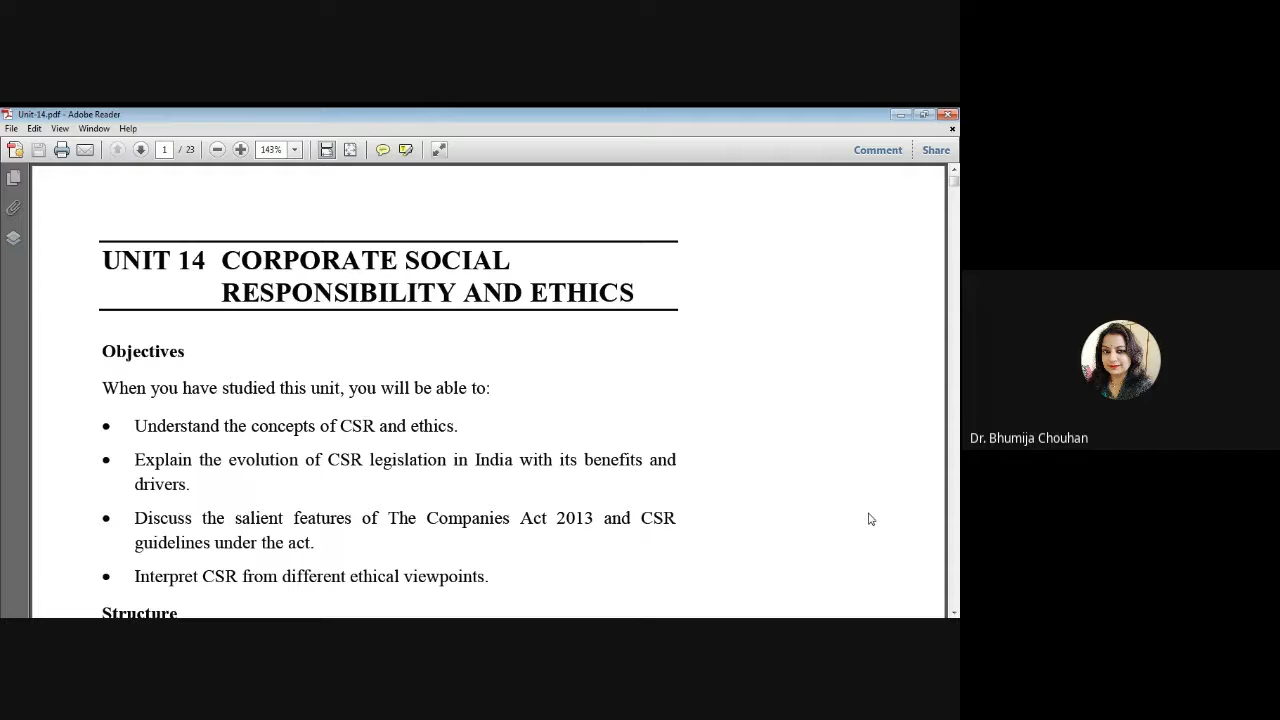 Unit-14.pdf - Adobe Reader
File Edit View Window Help
1 / 23 143% Comment Share
UNIT 14 CORPORATE SOCIAL
RESPONSIBILITY AND ETHICS
Objectives
When you have studied this unit, you will be able to:
• Understand the concepts of CSR and ethics.
• Explain the evolution of CSR legislation in India with its benefits and
drivers.
• Discuss the salient features of The Companies Act 2013 and CSR
guidelines under the act.
• Interpret CSR from different ethical viewpoints.
Structure
Dr. Bhumija Chouhan